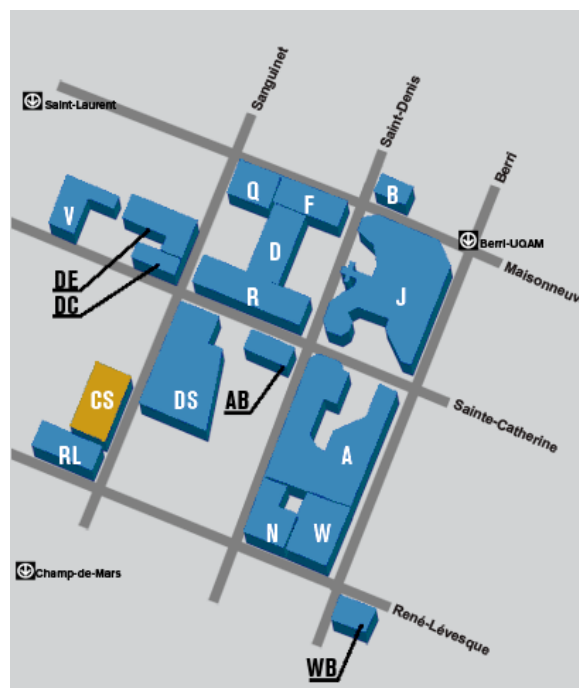 Sanguinet
Saint-Denis
Saint-Laurent
Berri
Q
F
B
V
Berri-UQAM
D
Maisonneuv
DE
R
J
DC
CS
DS
AB
Sainte-Catherine
RL
A
N
W
Champ-de-Mars
René-Lévesque
WB